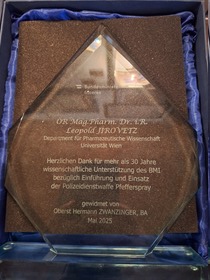 Bundesministerium
Inneres
OR Mag.Pharm. Dr. i.R.
Leopold JIROVETZ
Department für Pharmazeutische Wissenschaft
Universität Wien
Herzlichen Dank für mehr als 30 Jahre
wissenschaftliche Unterstützung des BMI
bezüglich Einführung und Einsatz
der Polizeidienstwaffe Pfefferspray
gewidmet von
Oberst Hermann ZWANZINGER, BA
Mai 2025